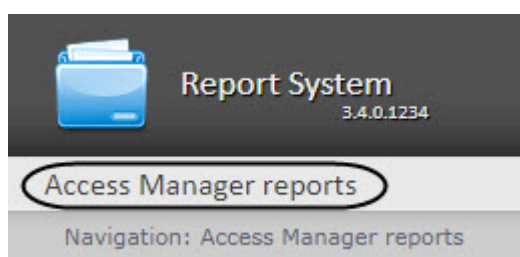 Report System
3.4.0.1234
Access Manager reports
Navigation: Access Manager reports